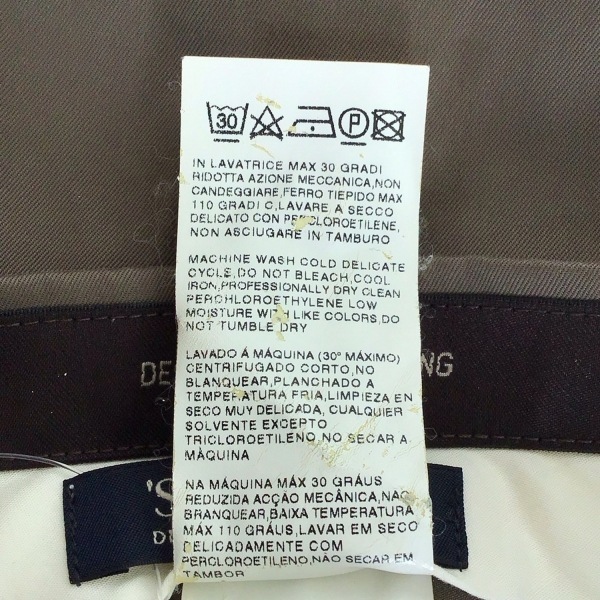 30 P
IN LAVATRICE MAX 30 GRADI
RIDOTTA AZIONE MECCANICA,NON
CANDEGGIARE,FERRO TIEPIDO MAX
110 GRADI C,LAVARE A SECCO
DELICATO CON PERCLOROETILENE,
NON ASCIUGARE IN TAMBURO
MACHINE WASH COLD DELICATE
CYCLE,DO NOT BLEACH,COOL
IRON,PROFESSIONALLY DRY CLEAN
PERCHLOROETHYLENE LOW
MOISTURE WITH LIKE COLORS,DO
NOT TUMBLE DRY
LAVADO Á MÁQUINA (30° MÁXIMO)
CENTRIFUGADO CORTO,NO
BLANQUEAR,PLANCHADO A
TEMPERATURA FRIA,LIMPIEZA EN
SECO MUY DELICADA, CUALQUIER
SOLVENTE EXCEPTO
TRICLOROETILENO,NO SECAR A
MÀQUINA
NA MÁQUINA MÁX 30 GRÁUS
REDUZIDA ACÇÃO MECÂNICA,NAO
BRANQUEAR,BAIXA TEMPERATURA
MÁX 110 GRÁUS,LAVAR EM SECO
DELICADAMENTE COM
PERCLOROETILENO,NÃO SECAR EM
TAMBOR